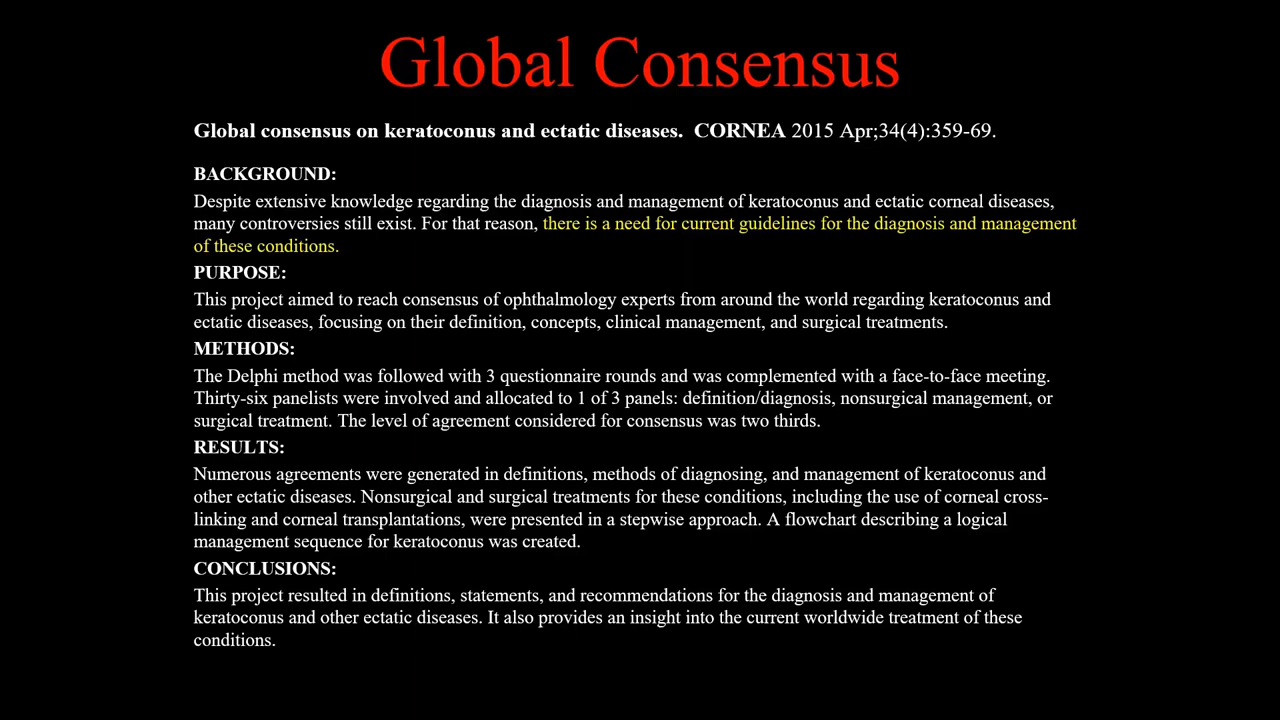 Global Consensus
Global consensus on keratoconus and ectatic diseases. CORNEA 2015 Apr;34(4):359-69.
BACKGROUND:
Despite extensive knowledge regarding the diagnosis and management of keratoconus and ectatic corneal diseases,
many controversies still exist. For that reason, there is a need for current guidelines for the diagnosis and management
of these conditions.
PURPOSE:
This project aimed to reach consensus of ophthalmology experts from around the world regarding keratoconus and
ectatic diseases, focusing on their definition, concepts, clinical management, and surgical treatments.
METHODS:
The Delphi method was followed with 3 questionnaire rounds and was complemented with a face-to-face meeting.
Thirty-six panelists were involved and allocated to 1 of 3 panels: definition/diagnosis, nonsurgical management, or
surgical treatment. The level of agreement considered for consensus was two thirds.
RESULTS:
Numerous agreements were generated in definitions, methods of diagnosing, and management of keratoconus and
other ectatic diseases. Nonsurgical and surgical treatments for these conditions, including the use of corneal cross-
linking and corneal transplantations, were presented in a stepwise approach. A flowchart describing a logical
management sequence for keratoconus was created.
CONCLUSIONS:
This project resulted in definitions, statements, and recommendations for the diagnosis and management of
keratoconus and other ectatic diseases. It also provides an insight into the current worldwide treatment of these
conditions.